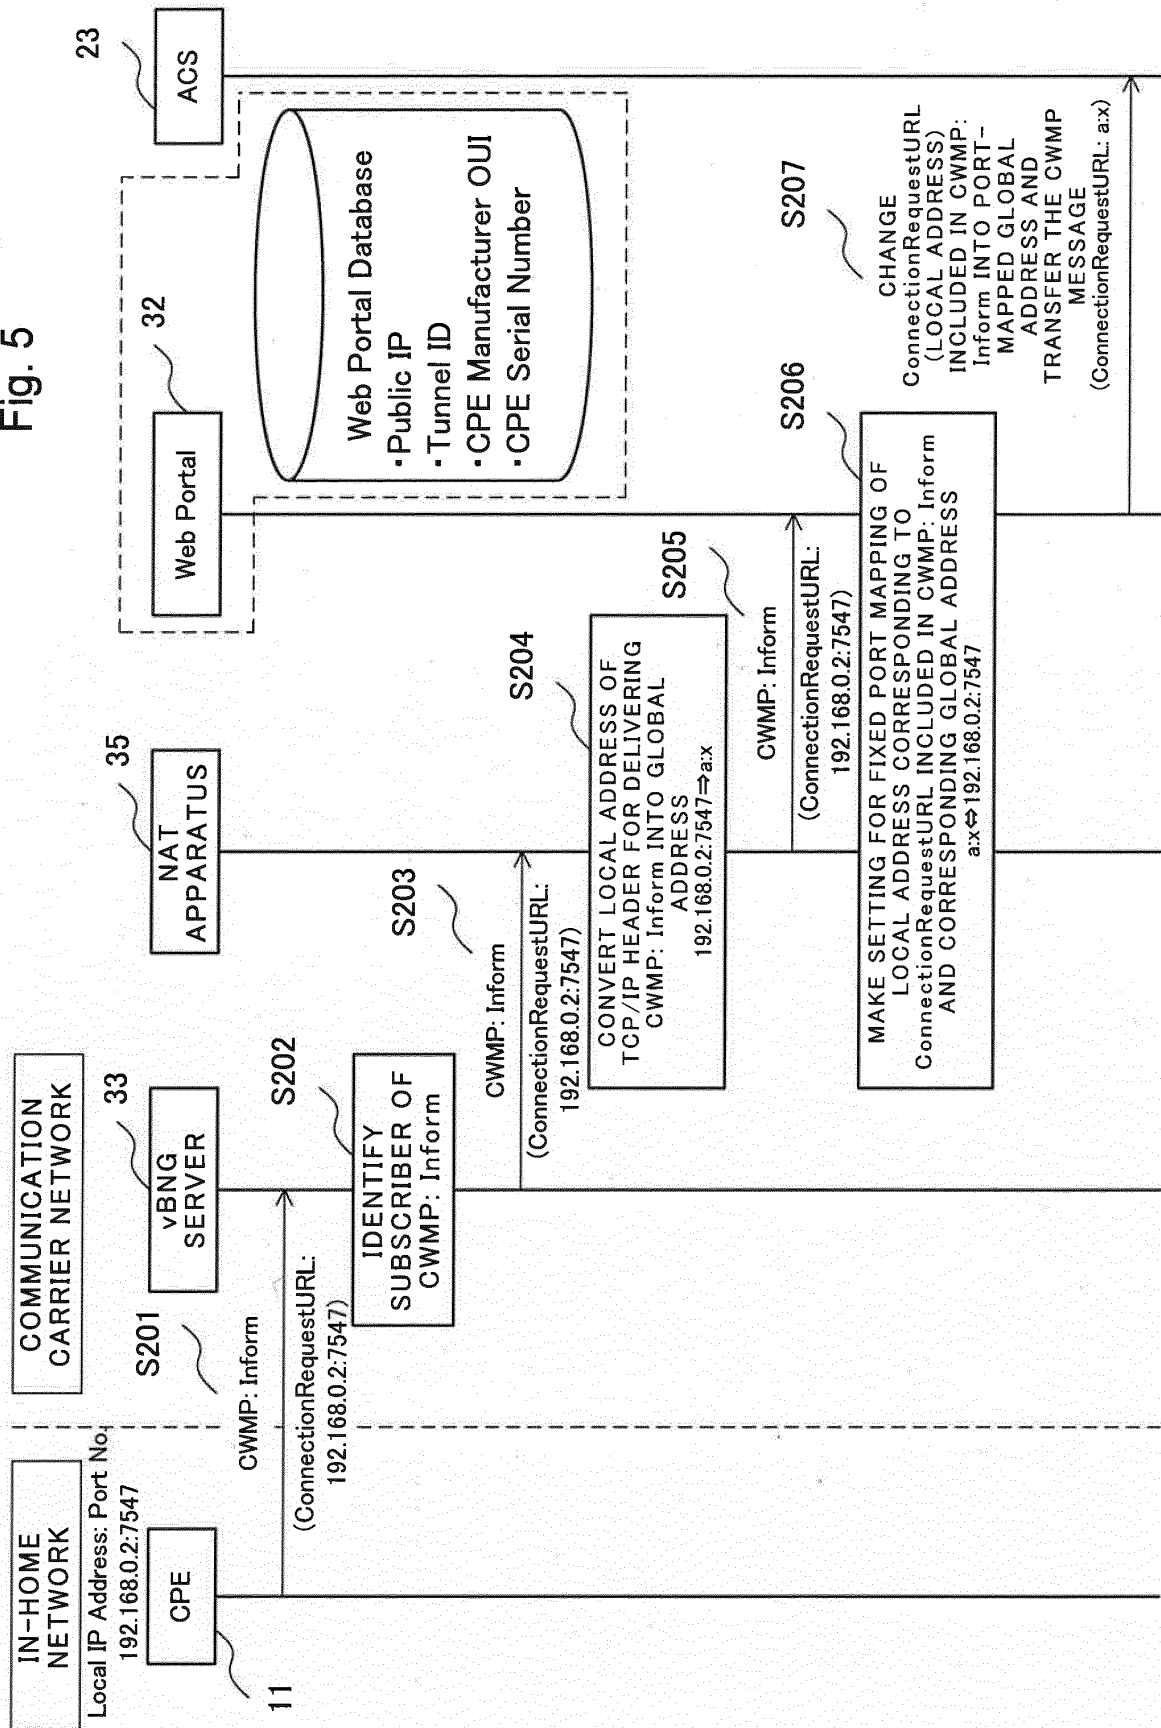 Fig. 5
IN-HOME
NETWORK
COMMUNICATION
CARRIER NETWORK
Local IP Address: Port No.
192.168.0.2:7547
CPE
11
vBNG
SERVER
33
NAT
APPARATUS
35
Web Portal
32
ACS
23
Web Portal Database
・Public IP
・Tunnel ID
・CPE Manufacturer OUI
・CPE Serial Number
S201
CWMP: Inform
(ConnectionRequestURL:
192.168.0.2:7547)
S202
IDENTIFY
SUBSCRIBER OF
CWMP: Inform
S203
CWMP: Inform
(ConnectionRequestURL:
192.168.0.2:7547)
S204
CONVERT LOCAL ADDRESS OF
TCP/IP HEADER FOR DELIVERING
CWMP: Inform INTO GLOBAL
ADDRESS
192.168.0.2:7547⇒a:x
S205
CWMP: Inform
(ConnectionRequestURL:
192.168.0.2:7547)
S206
MAKE SETTING FOR FIXED PORT MAPPING OF
LOCAL ADDRESS CORRESPONDING TO
ConnectionRequestURL INCLUDED IN CWMP: Inform
AND CORRESPONDING GLOBAL ADDRESS
a:x⇔192.168.0.2:7547
S207
CHANGE
ConnectionRequestURL
(LOCAL ADDRESS)
INCLUDED IN CWMP:
Inform INTO PORT-
MAPPED GLOBAL
ADDRESS AND
TRANSFER THE CWMP
MESSAGE
(ConnectionRequestURL: a:x)